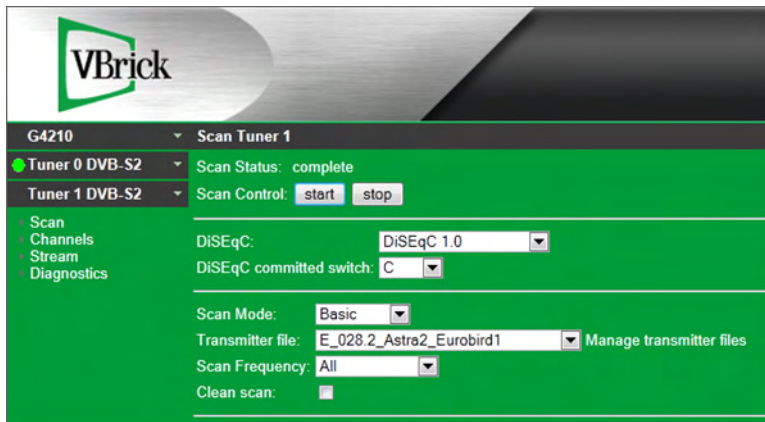 VBrick
G4210
Scan Tuner 1
Tuner 0 DVB-S2
Scan Status: complete
Tuner 1 DVB-S2
Scan Control: start stop
Scan
Channels
Stream
Diagnostics
DiSEqC: DiSEqC 1.0
DiSEqC committed switch: C
Scan Mode: Basic
Transmitter file: E_028.2_Astra2_Eurobird1 Manage transmitter files
Scan Frequency: All
Clean scan: